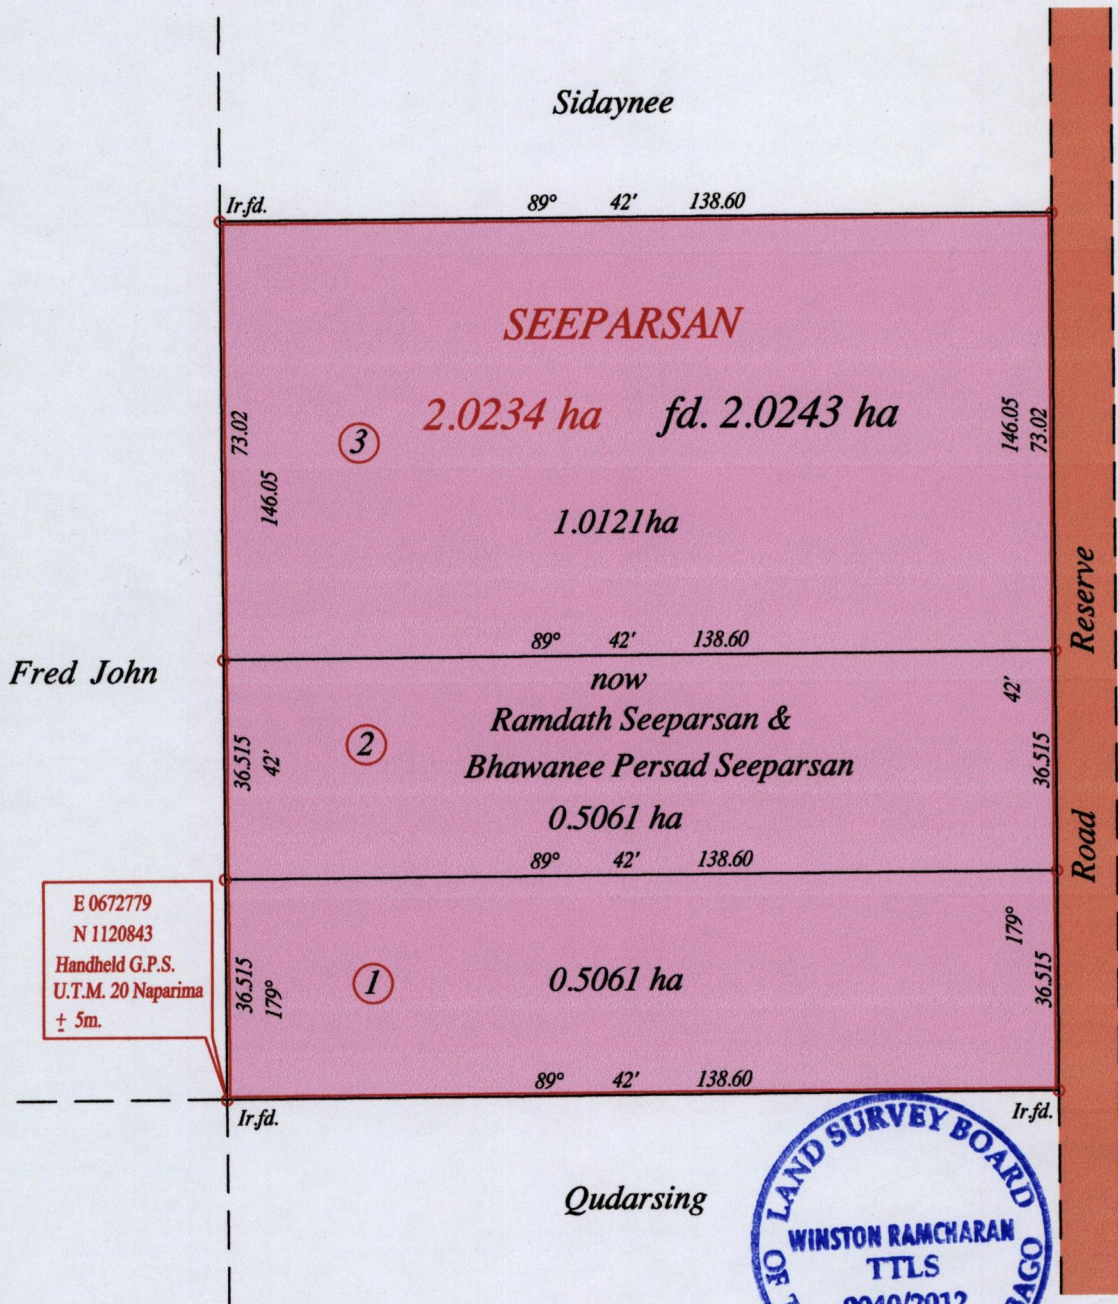 Sidaynee
Ir.fd.
89° 42' 138.60
SEEPARSAN
2.0234 ha fd. 2.0243 ha
3
73.02
146.05
146.05
73.02
1.0121ha
89° 42' 138.60
Fred John
now
Ramdath Seeparsan &
Bhawanee Persad Seeparsan
2
0.5061 ha
36.515
42'
42'
36.515
Reserve
Road
89° 42' 138.60
E 0672779
N 1120843
Handheld G.P.S.
U.T.M. 20 Naparima
± 5m.
36.515
179°
1
0.5061 ha
179°
36.515
89° 42' 138.60
Ir.fd.
Ir.fd.
Qudarsing
OF LAND SURVEY BOARD
WINSTON RAMCHARAN
TTLS